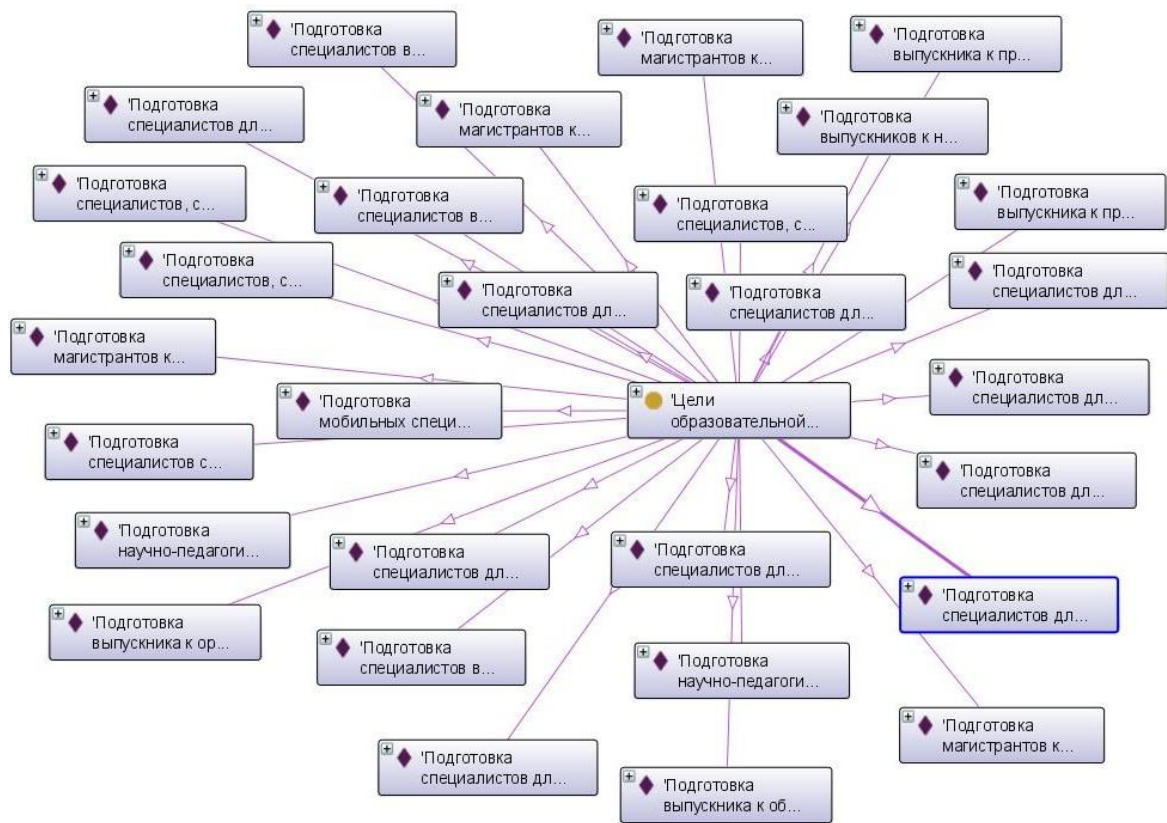 'Подготовка
специалистов в...
'Подготовка
магистрантов к...
'Подготовка
выпускника к пр...
'Подготовка
специалистов дл...
'Подготовка
магистрантов к...
'Подготовка
выпускников к н...
'Подготовка
специалистов, с...
'Подготовка
специалистов в...
'Подготовка
специалистов, с...
'Подготовка
выпускника к пр...
'Подготовка
специалистов, с...
'Подготовка
специалистов дл...
'Подготовка
специалистов дл...
'Подготовка
специалистов дл...
'Подготовка
магистрантов к...
'Подготовка
мобильных специ...
'Цели
образовательной...
'Подготовка
специалистов дл...
'Подготовка
специалистов с...
'Подготовка
специалистов дл...
'Подготовка
научно-педагоги...
'Подготовка
специалистов дл...
'Подготовка
специалистов дл...
'Подготовка
специалистов дл...
'Подготовка
выпускника к ор...
'Подготовка
специалистов в...
'Подготовка
научно-педагоги...
'Подготовка
магистрантов к...
'Подготовка
специалистов дл...
'Подготовка
выпускника к об...